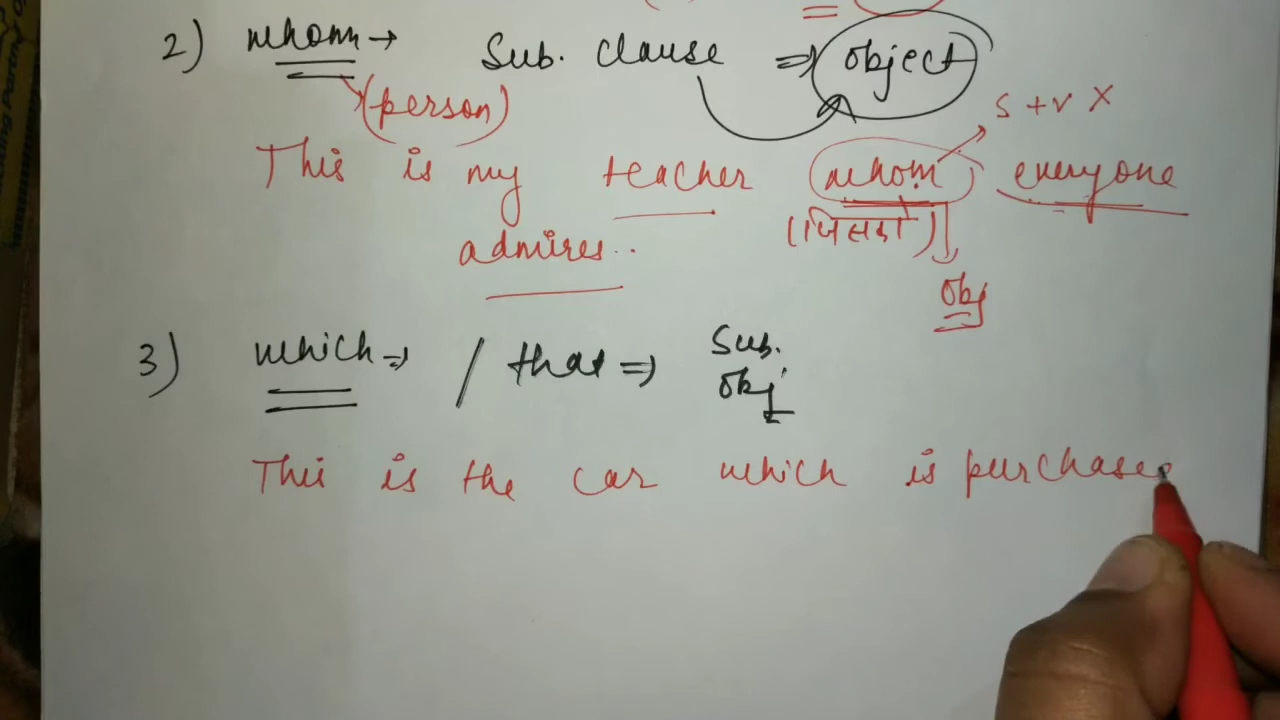 2) whom → Sub. clause ⇒ object
(person)
S + v X
This is my teacher whom everyone
(जिसको)
admires..
Obj
3) which ⇒ / that ⇒ Sub.
Obj
This is the car which is purchase